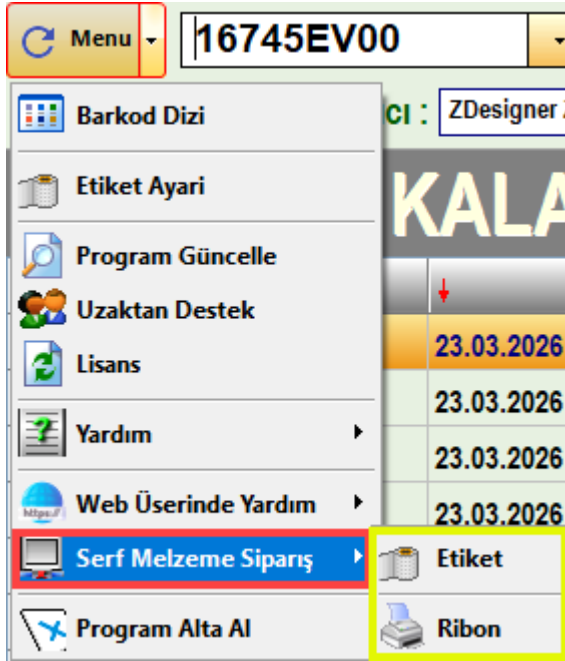 Menu
16745EV00
Barkod Dizi
cı :
ZDesigner
Etiket Ayari
KALA
Program Güncelle
Uzaktan Destek
23.03.2026
Lisans
23.03.2026
Yardım
23.03.2026
Web Üserinde Yardım
23.03.2026
Serf Melzeme Sipariş
Etiket
Program Alta Al
Ribon